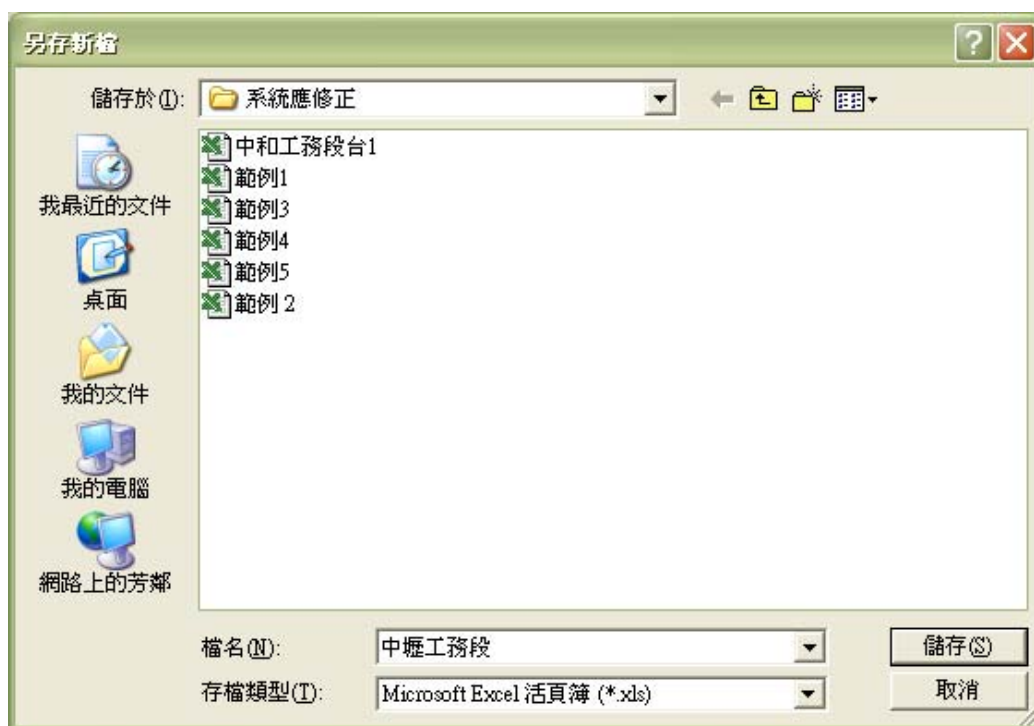 另存新檔
儲存於(I): 系統應修正
中和工務段台1
範例1
範例3
範例4
範例5
範例 2
我最近的文件
桌面
我的文件
我的電腦
網路上的芳鄰
檔名(N): 中壢工務段 儲存(S)
存檔類型(T): Microsoft Excel 活頁簿 (*.xls) 取消